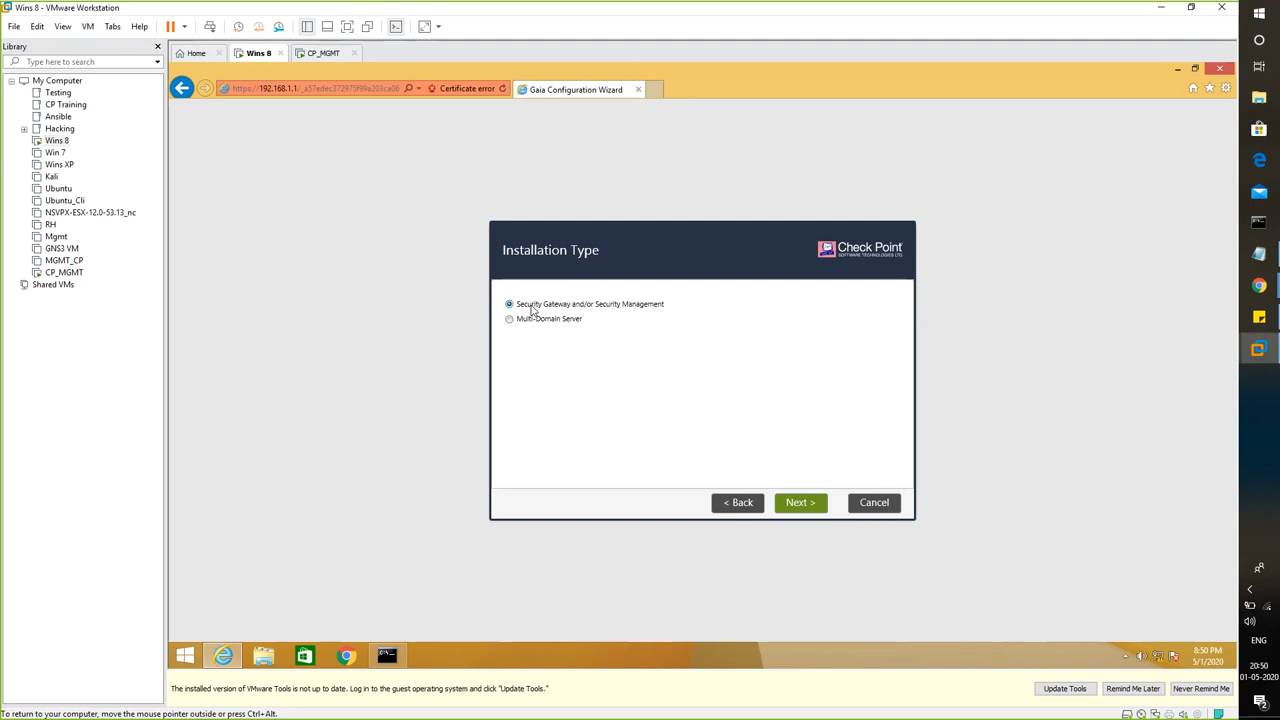 Wins 8 - VMware Workstation
File Edit View VM Tabs Help
Library
Type here to search
My Computer
Testing
CP Training
Ansible
Hacking
Wins 8
Win 7
Wins XP
Kali
Ubuntu
Ubuntu_Cli
NSVPX-ESX-12.0-53.13_nc
RH
Mgmt
GNS3 VM
MGMT_CP
CP_MGMT
Shared VMs
Home Wins 8 CP_MGMT
https://192.168.1.1/_a57edec372975f99a203ca06 Certificate error Gaia Configuration Wizard
Installation Type
Check Point
SOFTWARE TECHNOLOGIES LTD.
Security Gateway and/or Security Management
Multi-Domain Server
< Back Next > Cancel
8:50 PM
5/1/2020
The installed version of VMware Tools is not up to date. Log in to the guest operating system and click "Update Tools."
Update Tools Remind Me Later Never Remind Me
To return to your computer, move the mouse pointer outside or press Ctrl+Alt.
ENG
20:50
01-05-2020